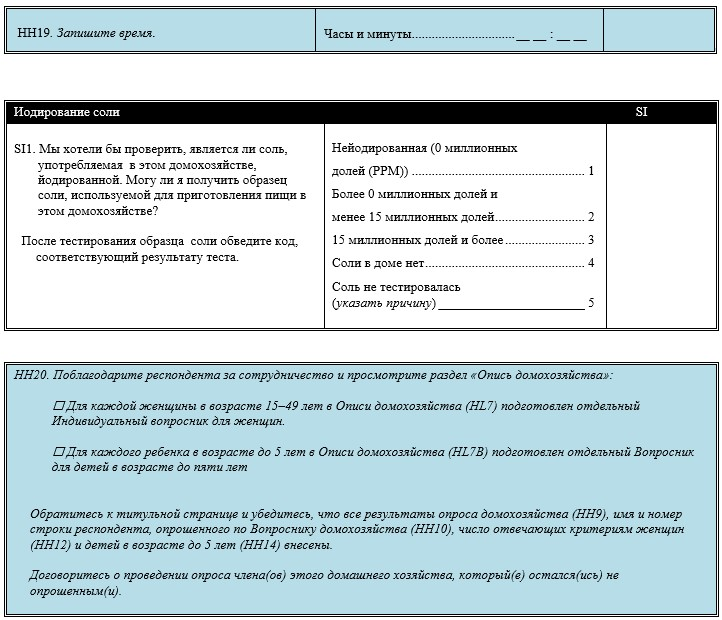 HH19. Запишите время.
Часы и минуты................................__ __ : __ __
Иодирование соли
SI
SI1. Мы хотели бы проверить, является ли соль,
употребляемая в этом домохозяйстве,
йодированной. Могу ли я получить образец
соли, используемой для приготовления пищи в
этом домохозяйстве?
После тестирования образца соли обведите код,
соответствующий результату теста.
Нейодированная (0 миллионных
долей (PPM)) ....................................................... 1
Более 0 миллионных долей и
менее 15 миллионных долей............................ 2
15 миллионных долей и более ......................... 3
Соли в доме нет.................................................. 4
Соль не тестировалась
(указать причину) _______________________ 5
HH20. Поблагодарите респондента за сотрудничество и просмотрите раздел «Опись домохозяйства»:
☐ Для каждой женщины в возрасте 15–49 лет в Описи домохозяйства (HL7) подготовлен отдельный
Индивидуальный вопросник для женщин.
☐ Для каждого ребенка в возрасте до 5 лет в Описи домохозяйства (HL7B) подготовлен отдельный Вопросник
для детей в возрасте до пяти лет
Обратитесь к титульной странице и убедитесь, что все результаты опроса домохозяйства (HH9), имя и номер
строки респондента, опрошенного по Вопроснику домохозяйства (HH10), число отвечающих критериям женщин
(HH12) и детей в возрасте до 5 лет (HH14) внесены.
Договоритесь о проведении опроса члена(ов) этого домашнего хозяйства, который(е) остался(ись) не
опрошенным(и).